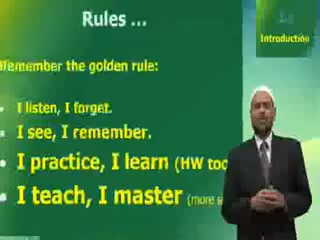 Rules ...
Introduction
Remember the golden rule:
I listen, I forget.
I see, I remember.
I practice, I learn (HW too
I teach, I master (more